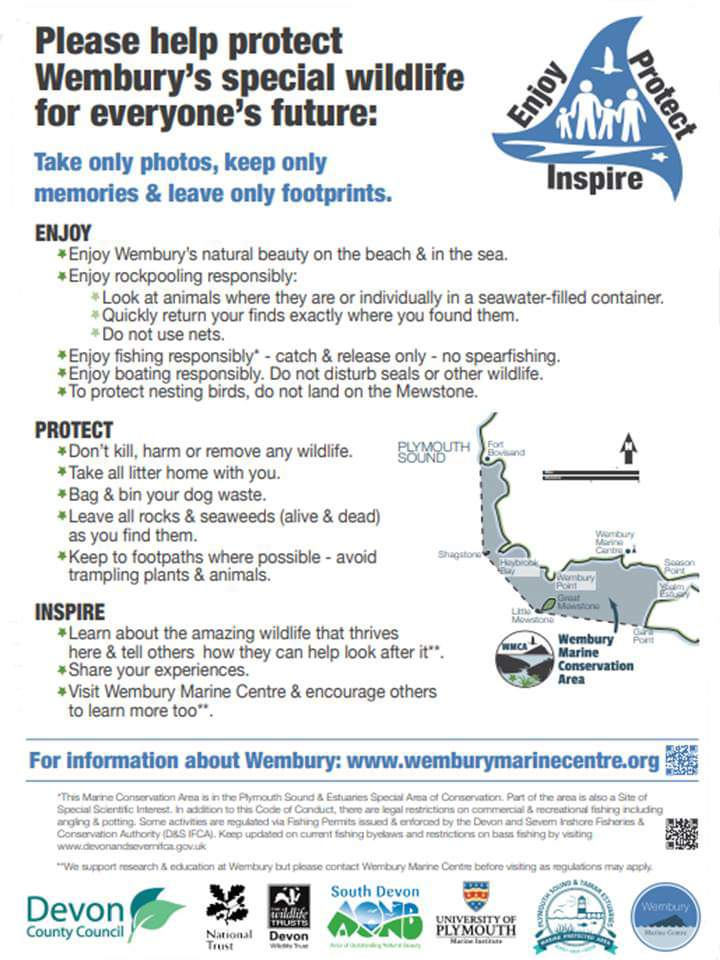 Please help protect
Wembury's special wildlife
for everyone's future:
Enjoy
Protect
Inspire
Take only photos, keep only
memories & leave only footprints.
ENJOY
Enjoy Wembury's natural beauty on the beach & in the sea.
Enjoy rockpooling responsibly:
Look at animals where they are or individually in a seawater-filled container.
Quickly return your finds exactly where you found them.
Do not use nets.
Enjoy fishing responsibly* - catch & release only - no spearfishing.
Enjoy boating responsibly. Do not disturb seals or other wildlife.
To protect nesting birds, do not land on the Mewstone.
PROTECT
Don't kill, harm or remove any wildlife.
Take all litter home with you.
Bag & bin your dog waste.
Leave all rocks & seaweeds (alive & dead)
as you find them.
Keep to footpaths where possible - avoid
trampling plants & animals.
PLYMOUTH
SOUND
Fort
Bovisand
N
Shagstone
Heybrook
Bay
Wembury
Marine
Centre
Wembury
Point
Season
Point
Yealm
Estuary
Great
Mewstone
Little
Mewstone
Gara
Point
WMCA
Wembury
Marine
Conservation
Area
INSPIRE
Learn about the amazing wildlife that thrives
here & tell others how they can help look after it**.
Share your experiences.
Visit Wembury Marine Centre & encourage others
to learn more too**.
For information about Wembury: www.wemburymarinecentre.org
*This Marine Conservation Area is in the Plymouth Sound & Estuaries Special Area of Conservation. Part of the area is also a Site of
Special Scientific Interest. In addition to this Code of Conduct, there are legal restrictions on commercial & recreational fishing including
angling & potting. Some activities are regulated via Fishing Permits issued & enforced by the Devon and Severn Inshore Fisheries &
Conservation Authority (D&S IFCA). Keep updated on current fishing byelaws and restrictions on bass fishing by visiting
www.devonandsevernifca.gov.uk
**We support research & education at Wembury but please contact Wembury Marine Centre before visiting as regulations may apply.
Devon
County Council
National
Trust
wildlife
TRUSTS
Devon
Wildlife Trust
South Devon
AONB
Area of Outstanding Natural Beauty
UNIVERSITY OF
PLYMOUTH
Marine Institute
PLYMOUTH SOUND & TAMAR ESTUARIES
MARINE PROTECTED AREA
Wembury
Marine Centre